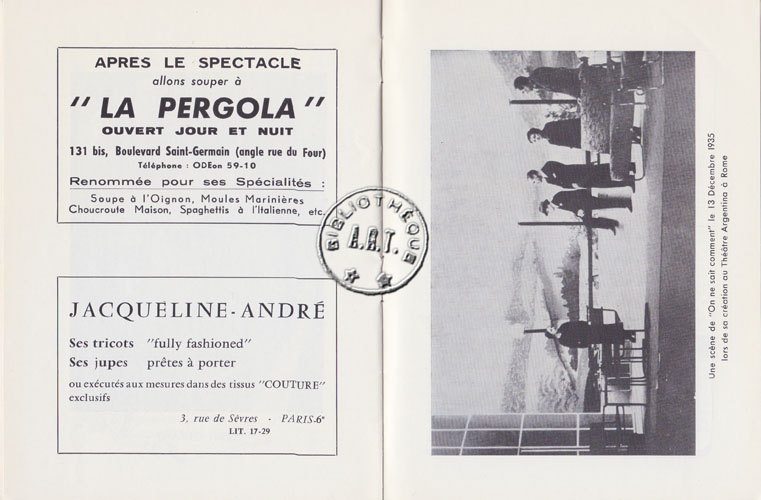 APRES LE SPECTACLE
allons souper à
"LA PERGOLA"
OUVERT JOUR ET NUIT
131 bis, Boulevard Saint-Germain (angle rue du Four)
Téléphone : ODEon 59-10
Renommée pour ses Spécialités :
Soupe à l'Oignon, Moules Marinières
Choucroute Maison, Spaghettis à l'Italienne, etc.
BIBLIOTHÈQUE
A.R.T.
JACQUELINE-ANDRÉ
Ses tricots "fully fashioned"
Ses jupes prêtes à porter
ou exécutés aux mesures dans des tissus "COUTURE"
exclusifs
3, rue de Sèvres - PARIS-6e
LIT. 17-29
Une scène de "On ne sait comment" le 13 Décembre 1935
lors de sa création au Théâtre Argentina à Rome